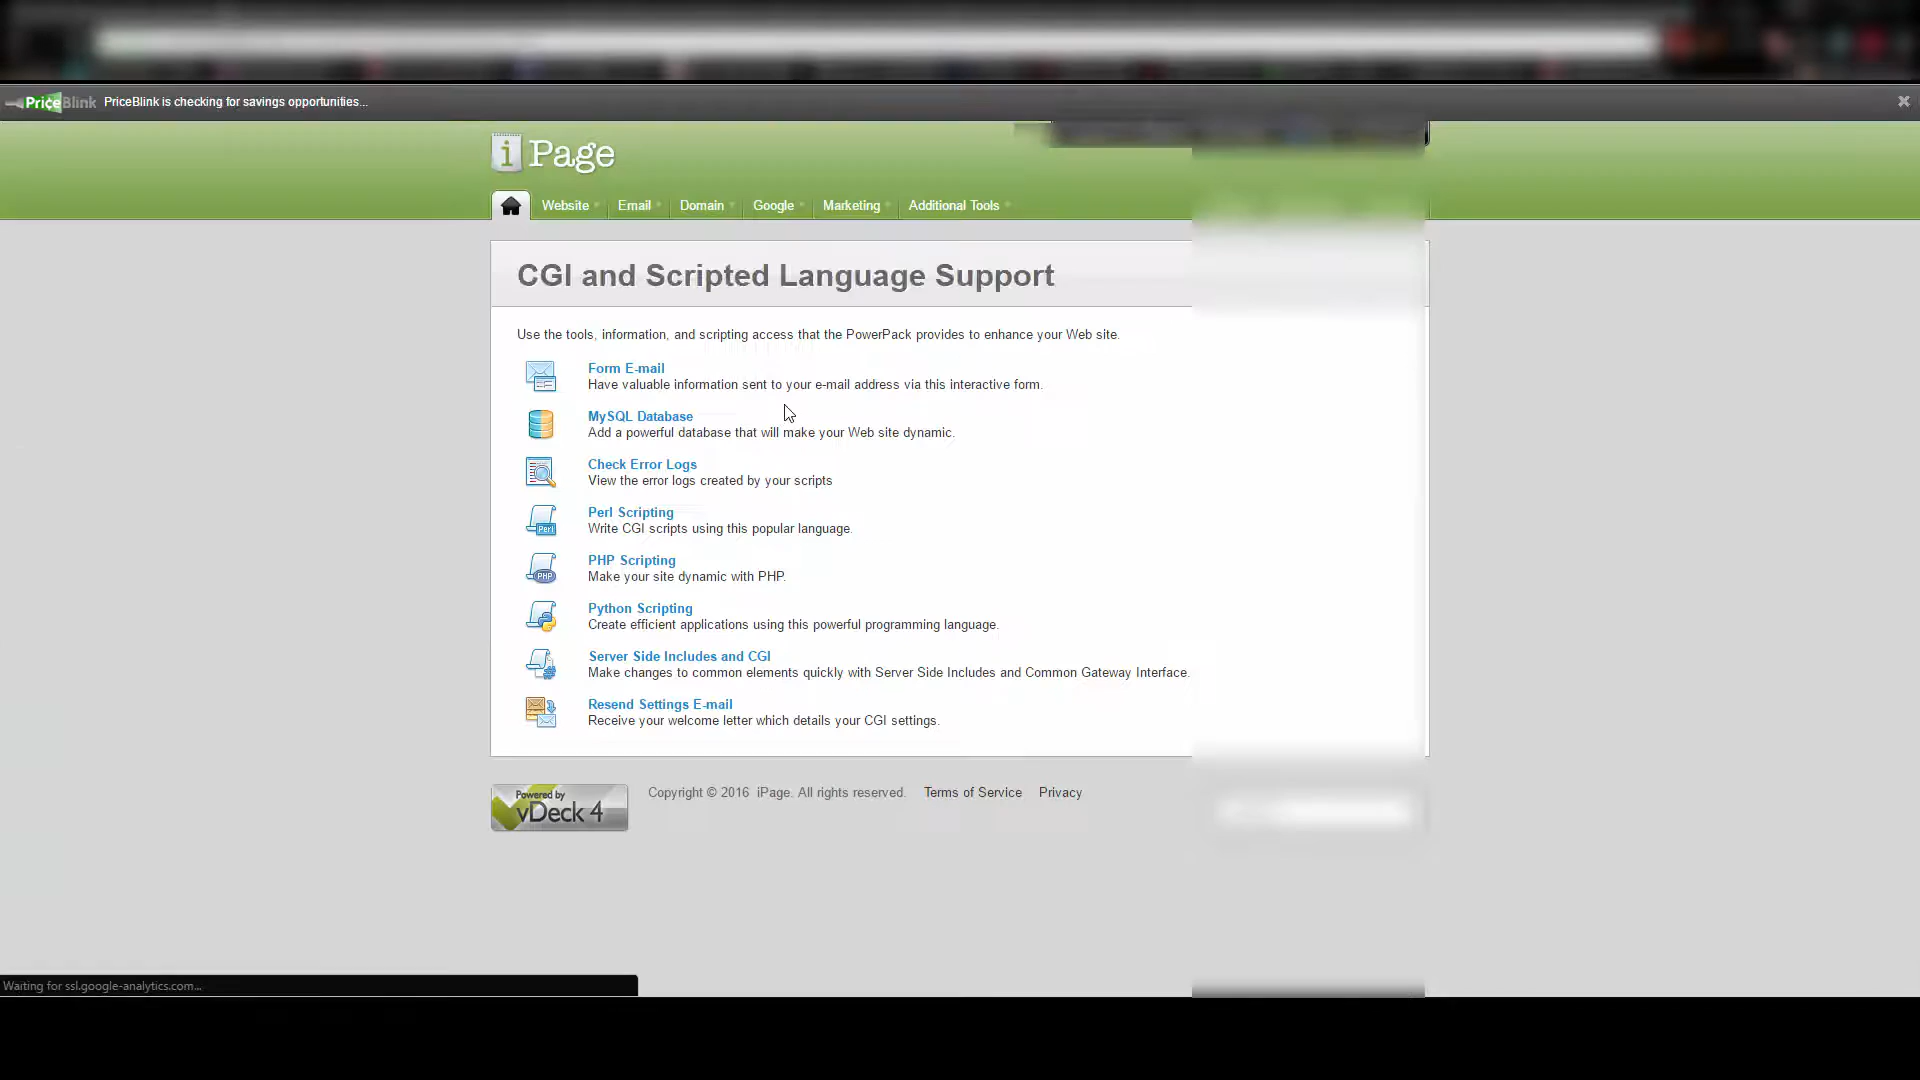 PriceBlink PriceBlink is checking for savings opportunities...
i Page
Website Email Domain Google Marketing Additional Tools
CGI and Scripted Language Support
Use the tools, information, and scripting access that the PowerPack provides to enhance your Web site.
Form E-mail
Have valuable information sent to your e-mail address via this interactive form.
MySQL Database
Add a powerful database that will make your Web site dynamic.
Check Error Logs
View the error logs created by your scripts
Perl Scripting
Perl
Write CGI scripts using this popular language.
PHP Scripting
PHP
Make your site dynamic with PHP.
Python Scripting
Create efficient applications using this powerful programming language.
Server Side Includes and CGI
Make changes to common elements quickly with Server Side Includes and Common Gateway Interface.
Resend Settings E-mail
Receive your welcome letter which details your CGI settings.
Powered by
vDeck 4
Copyright © 2016 iPage. All rights reserved. Terms of Service Privacy
Waiting for ssl.google-analytics.com...